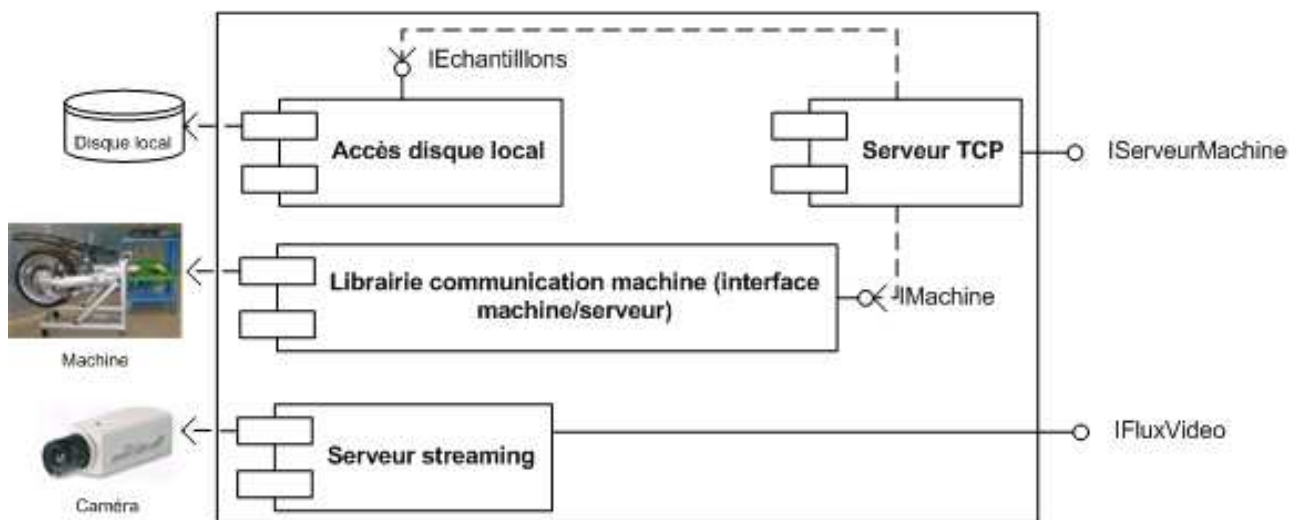 IEchantillons
Disque local
Accès disque local
Serveur TCP
IServeurMachine
Librairie communication machine (interface
machine/serveur)
IMachine
Machine
Serveur streaming
IFluxVideo
Caméra